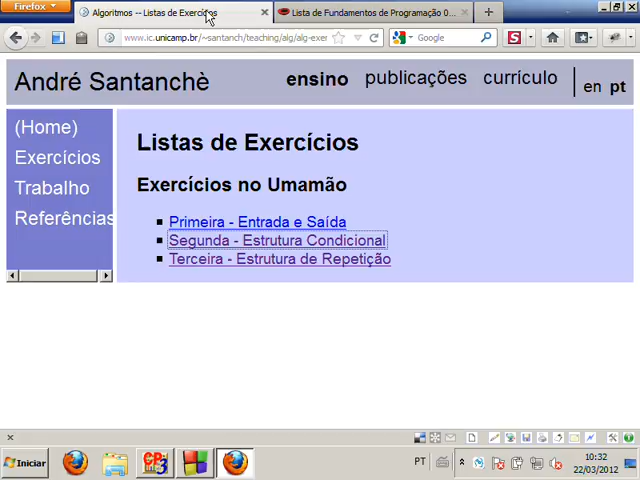 Firefox
Algoritmos -- Listas de Exercícios
Lista de Fundamentos de Programação 0...
www.ic.unicamp.br/~santanch/teaching/alg/alg-exer
Google
André Santanchè
ensino
publicações
currículo
en
pt
(Home)
Exercícios
Trabalho
Referências
Listas de Exercícios
Exercícios no Umamão
Primeira - Entrada e Saída
Segunda - Estrutura Condicional
Terceira - Estrutura de Repetição
Iniciar
PT
10:32
22/03/2012